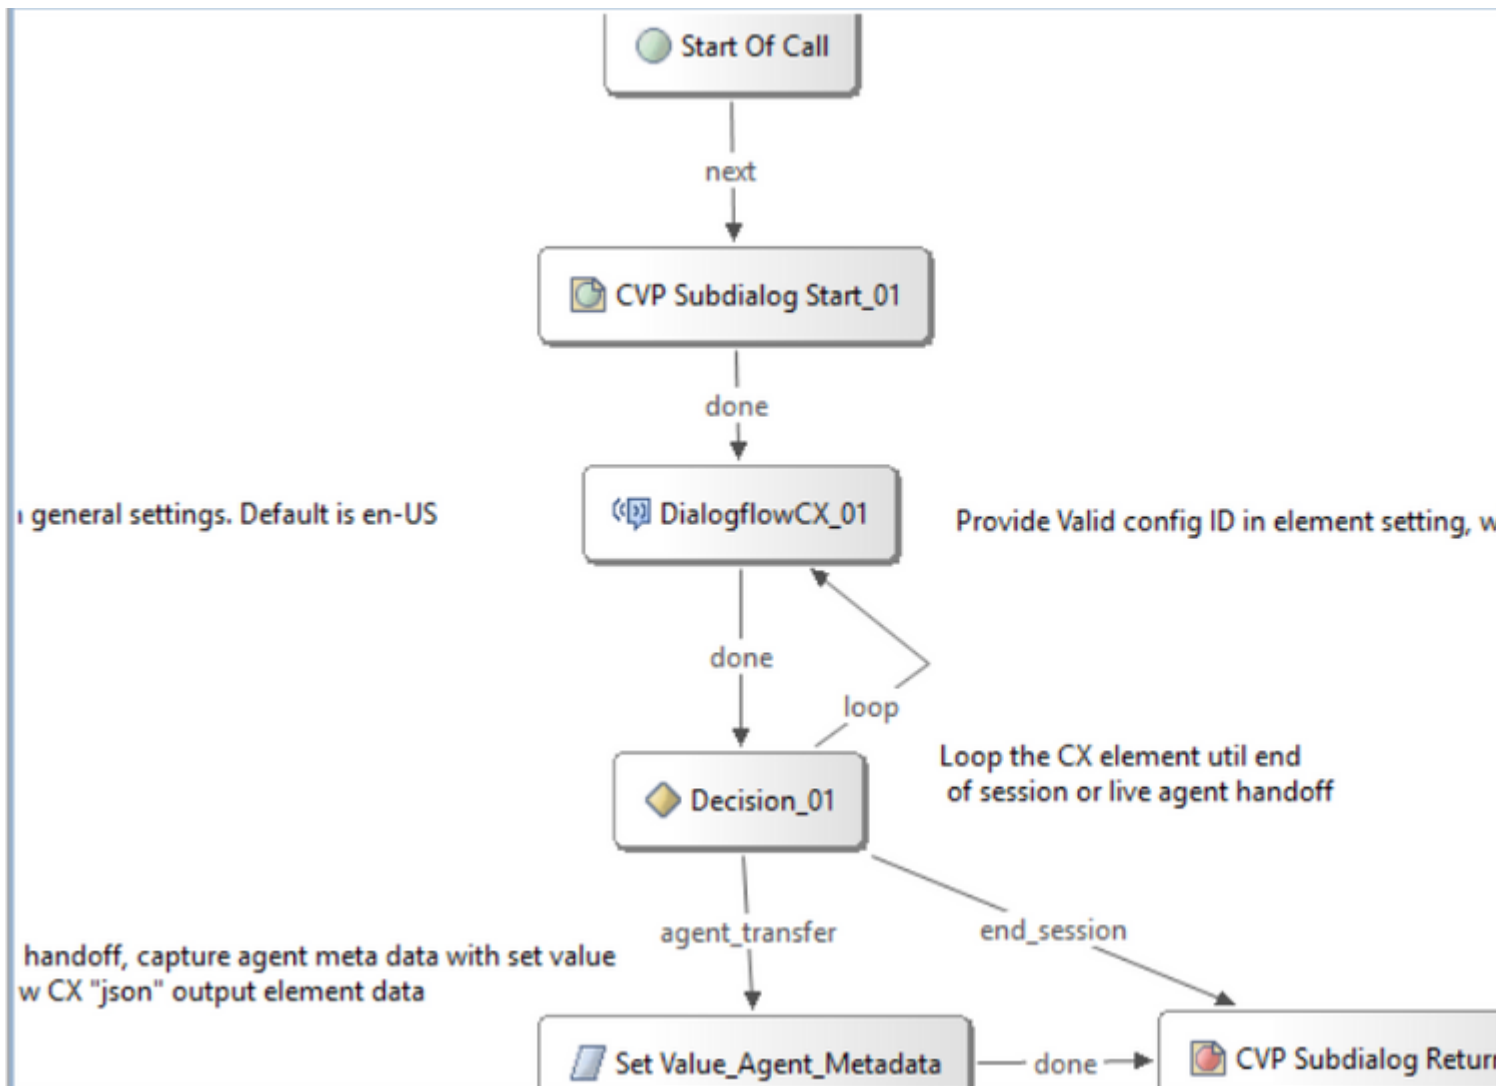 Start Of Call
next
CVP Subdialog Start_01
done
general settings. Default is en-US
DialogflowCX_01
Provide Valid config ID in element setting, w
done
loop
Loop the CX element util end
of session or live agent handoff
Decision_01
agent_transfer
end_session
handoff, capture agent meta data with set value
w CX "json" output element data
Set Value_Agent_Metadata
done
CVP Subdialog Return